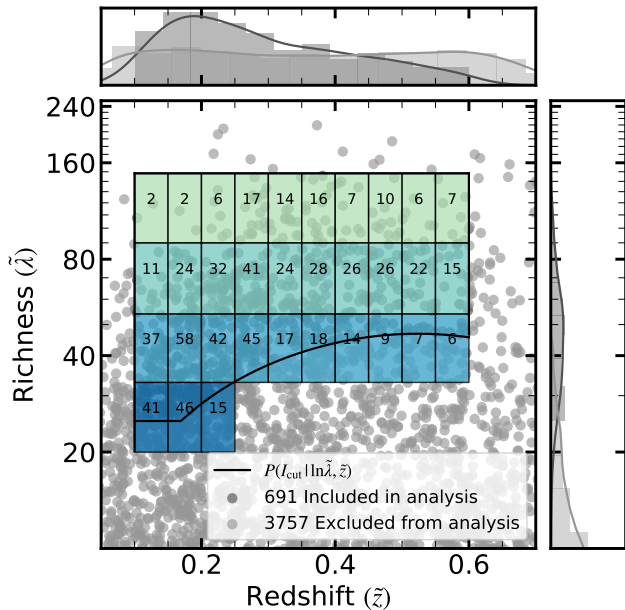 240
160
80
40
20
Richness (λ̃)
2 2 6 17 14 16 7 10 6 7
11 24 32 41 24 28 26 26 22 15
37 58 42 45 17 18 14 9 7 6
41 46 15
P(I_cut | ln λ̃, z̃)
691 Included in analysis
3757 Excluded from analysis
0.2 0.4 0.6
Redshift (z̃)